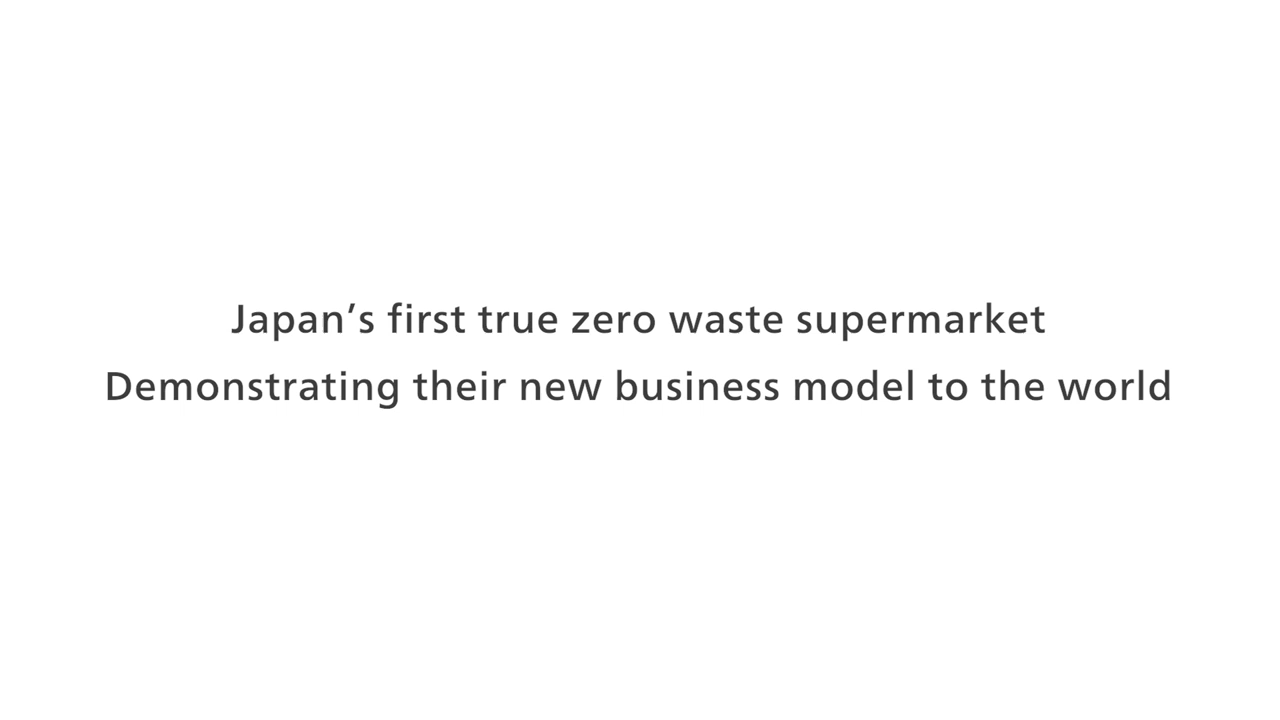 Japan’s first true zero waste supermarket
Demonstrating their new business model to the world